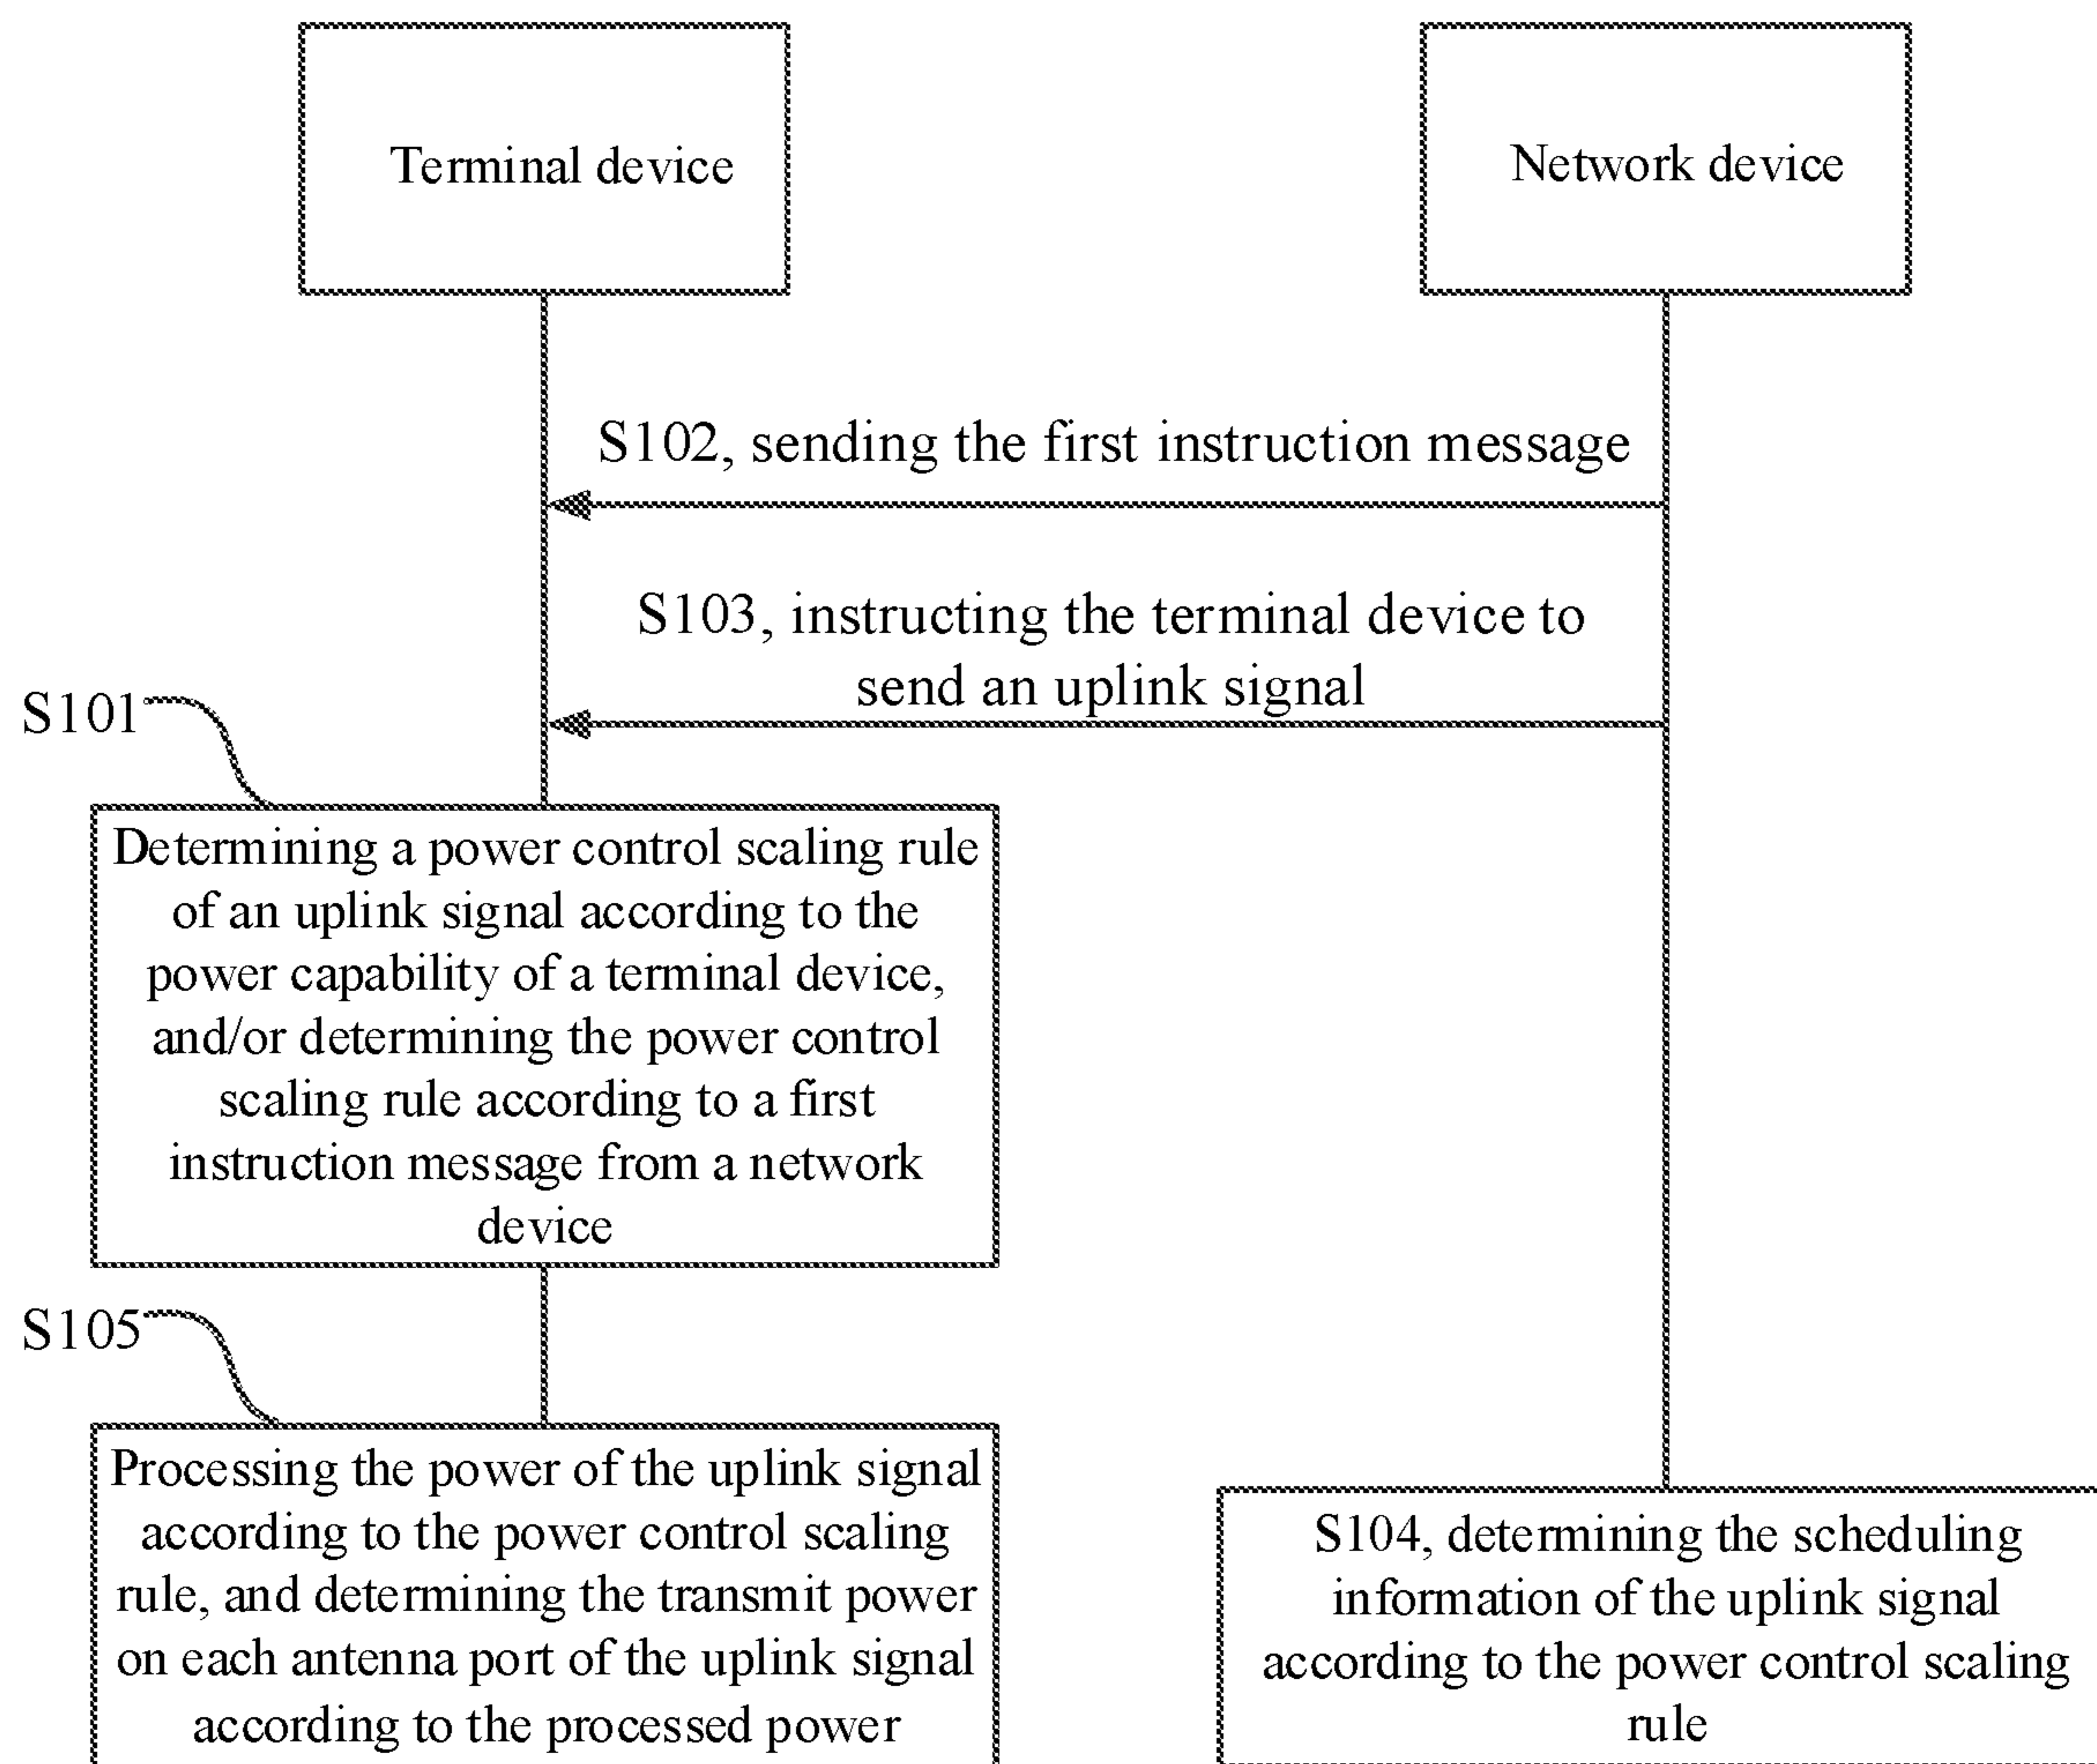 Terminal device
Network device
S102, sending the first instruction message
S103, instructing the terminal device to
send an uplink signal
S101
Determining a power control scaling rule
of an uplink signal according to the
power capability of a terminal device,
and/or determining the power control
scaling rule according to a first
instruction message from a network
device
S105
Processing the power of the uplink signal
according to the power control scaling
rule, and determining the transmit power
on each antenna port of the uplink signal
according to the processed power
S104, determining the scheduling
information of the uplink signal
according to the power control scaling
rule